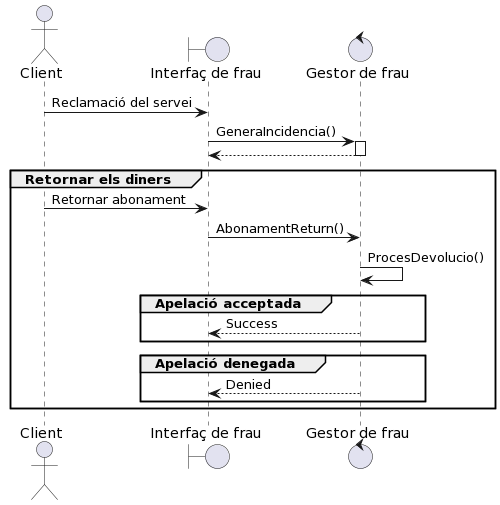 Client
Interfaç de frau
Gestor de frau
Reclamació del servei
GeneraIncidencia()
Retornar els diners
Retornar abonament
AbonamentReturn()
ProcesDevolucio()
Apelació acceptada
Success
Apelació denegada
Denied
Client
Interfaç de frau
Gestor de frau